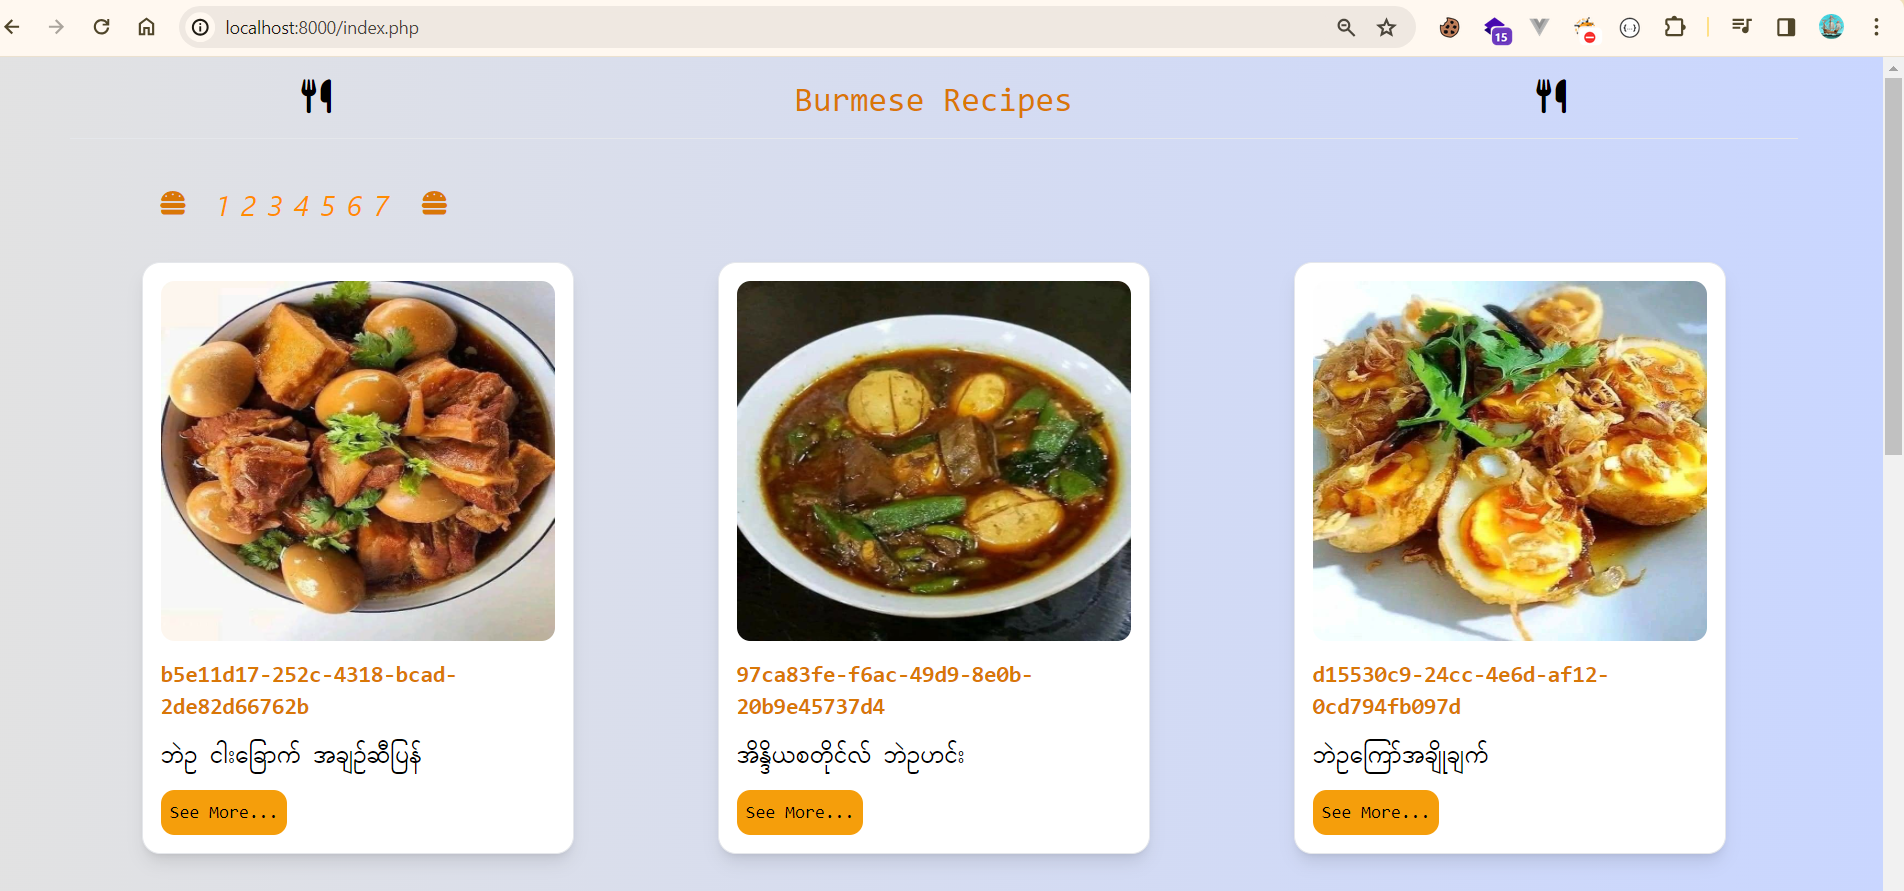 localhost:8000/index.php
15
Burmese Recipes
1 2 3 4 5 6 7
b5e11d17-252c-4318-bcad-
2de82d66762b
ဘဲဥ ငါးခြောက် အချဉ်ဆီပြန်
See More...
97ca83fe-f6ac-49d9-8e0b-
20b9e45737d4
အိန္ဒိယစတိုင်လ် ဘဲဥဟင်း
See More...
d15530c9-24cc-4e6d-af12-
0cd794fb097d
ဘဲဥကြော်အချိုချက်
See More...